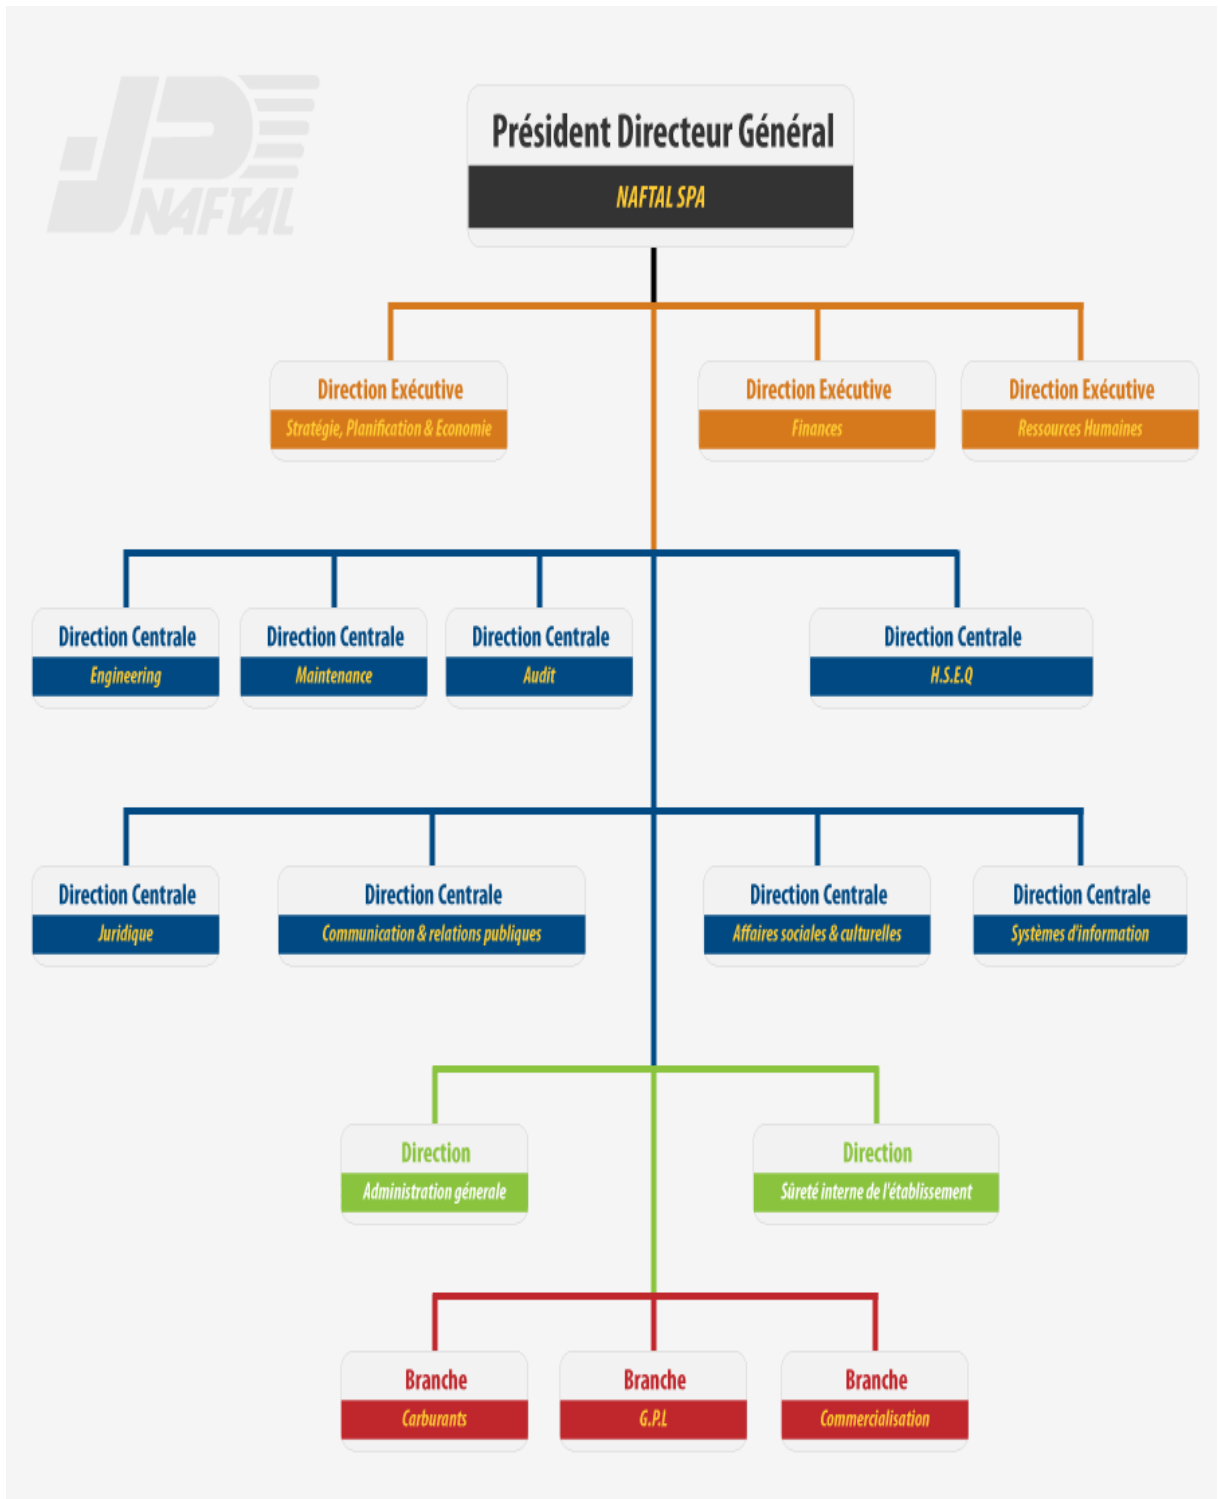 NAFTAL
Président Directeur Général
NAFTAL SPA
Direction Exécutive
Stratégie, Planification & Economie
Direction Exécutive
Finances
Direction Exécutive
Ressources Humaines
Direction Centrale
Engineering
Direction Centrale
Maintenance
Direction Centrale
Audit
Direction Centrale
H.S.E.Q
Direction Centrale
Juridique
Direction Centrale
Communication & relations publiques
Direction Centrale
Affaires sociales & culturelles
Direction Centrale
Systèmes d'information
Direction
Administration génerale
Direction
Sûreté interne de l'établissement
Branche
Carburants
Branche
G.P.L
Branche
Commercialisation